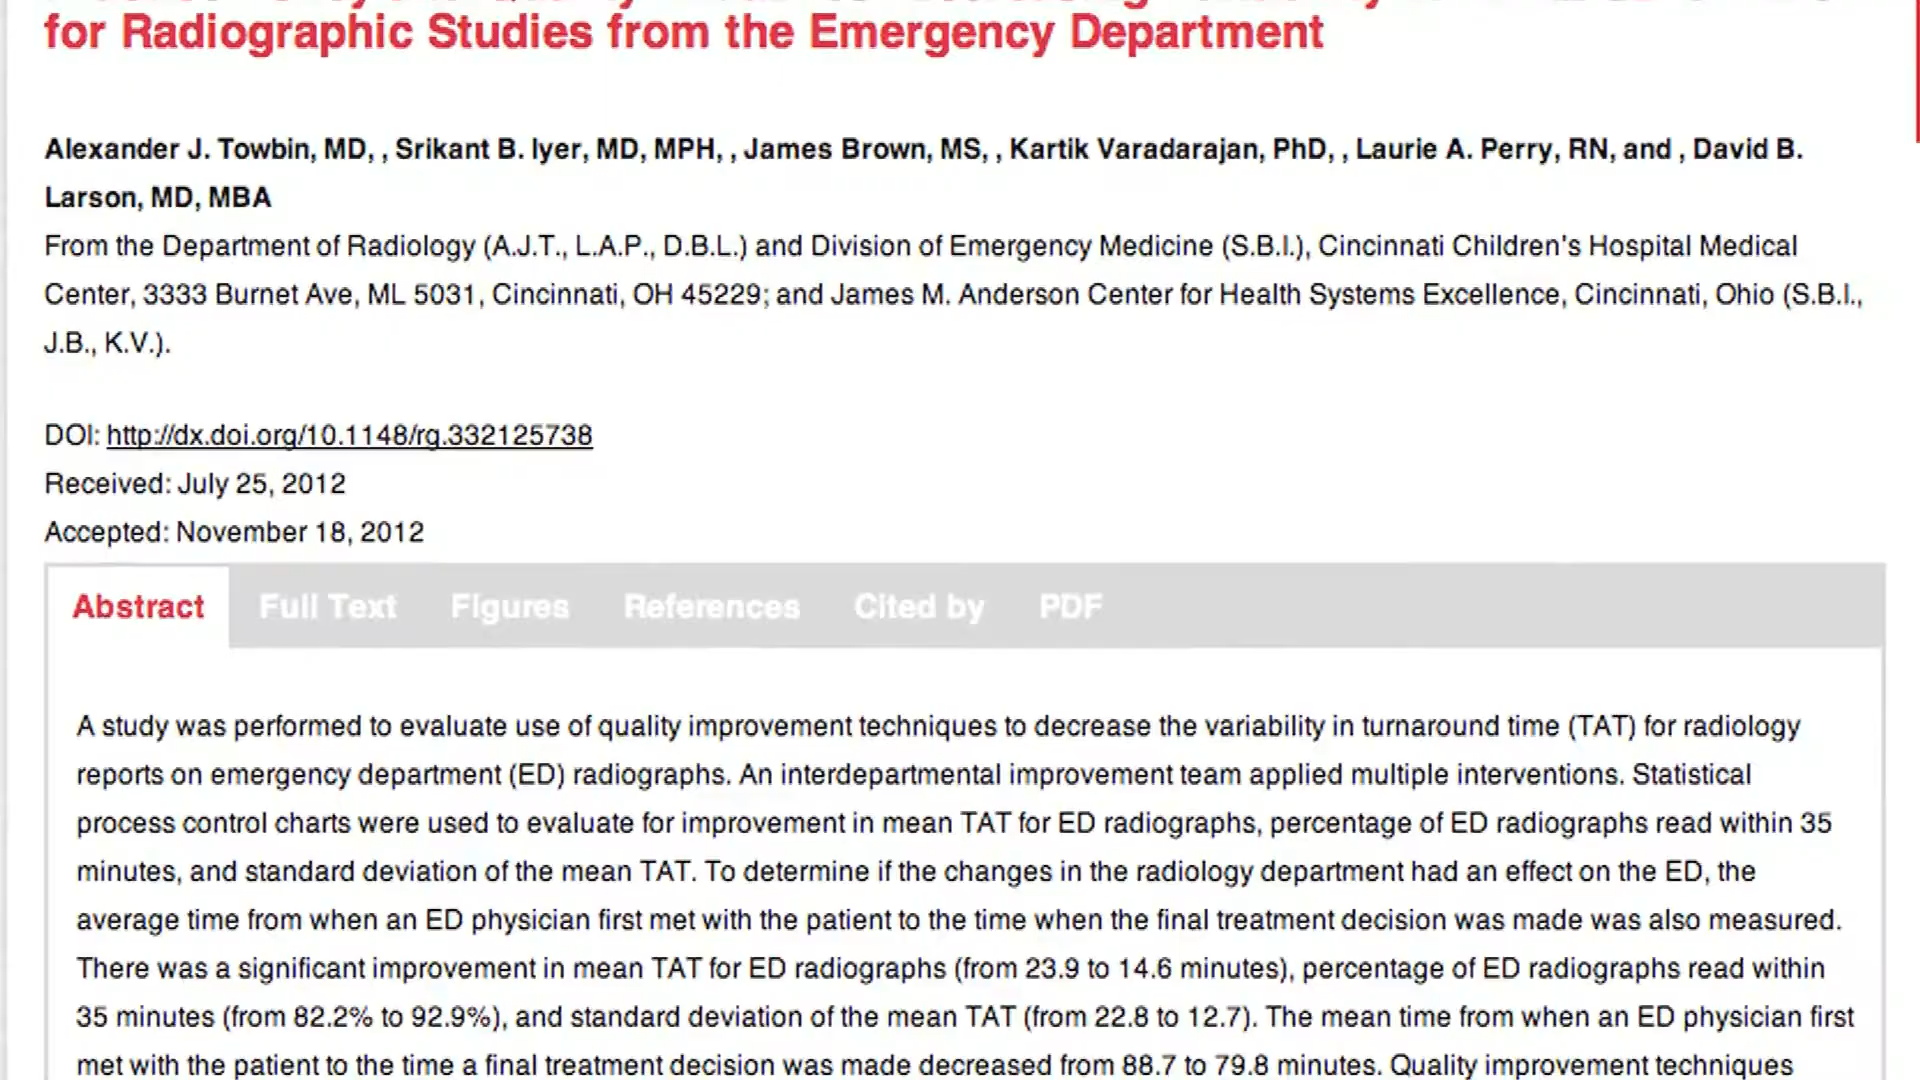 for Radiographic Studies from the Emergency Department
Alexander J. Towbin, MD, , Srikant B. Iyer, MD, MPH, , James Brown, MS, , Kartik Varadarajan, PhD, , Laurie A. Perry, RN, and , David B.
Larson, MD, MBA
From the Department of Radiology (A.J.T., L.A.P., D.B.L.) and Division of Emergency Medicine (S.B.I.), Cincinnati Children's Hospital Medical
Center, 3333 Burnet Ave, ML 5031, Cincinnati, OH 45229; and James M. Anderson Center for Health Systems Excellence, Cincinnati, Ohio (S.B.I.,
J.B., K.V.).
DOI: http://dx.doi.org/10.1148/rg.332125738
Received: July 25, 2012
Accepted: November 18, 2012
Abstract Full Text Figures References Cited by PDF
A study was performed to evaluate use of quality improvement techniques to decrease the variability in turnaround time (TAT) for radiology
reports on emergency department (ED) radiographs. An interdepartmental improvement team applied multiple interventions. Statistical
process control charts were used to evaluate for improvement in mean TAT for ED radiographs, percentage of ED radiographs read within 35
minutes, and standard deviation of the mean TAT. To determine if the changes in the radiology department had an effect on the ED, the
average time from when an ED physician first met with the patient to the time when the final treatment decision was made was also measured.
There was a significant improvement in mean TAT for ED radiographs (from 23.9 to 14.6 minutes), percentage of ED radiographs read within
35 minutes (from 82.2% to 92.9%), and standard deviation of the mean TAT (from 22.8 to 12.7). The mean time from when an ED physician first
met with the patient to the time a final treatment decision was made decreased from 88.7 to 79.8 minutes. Quality improvement techniques